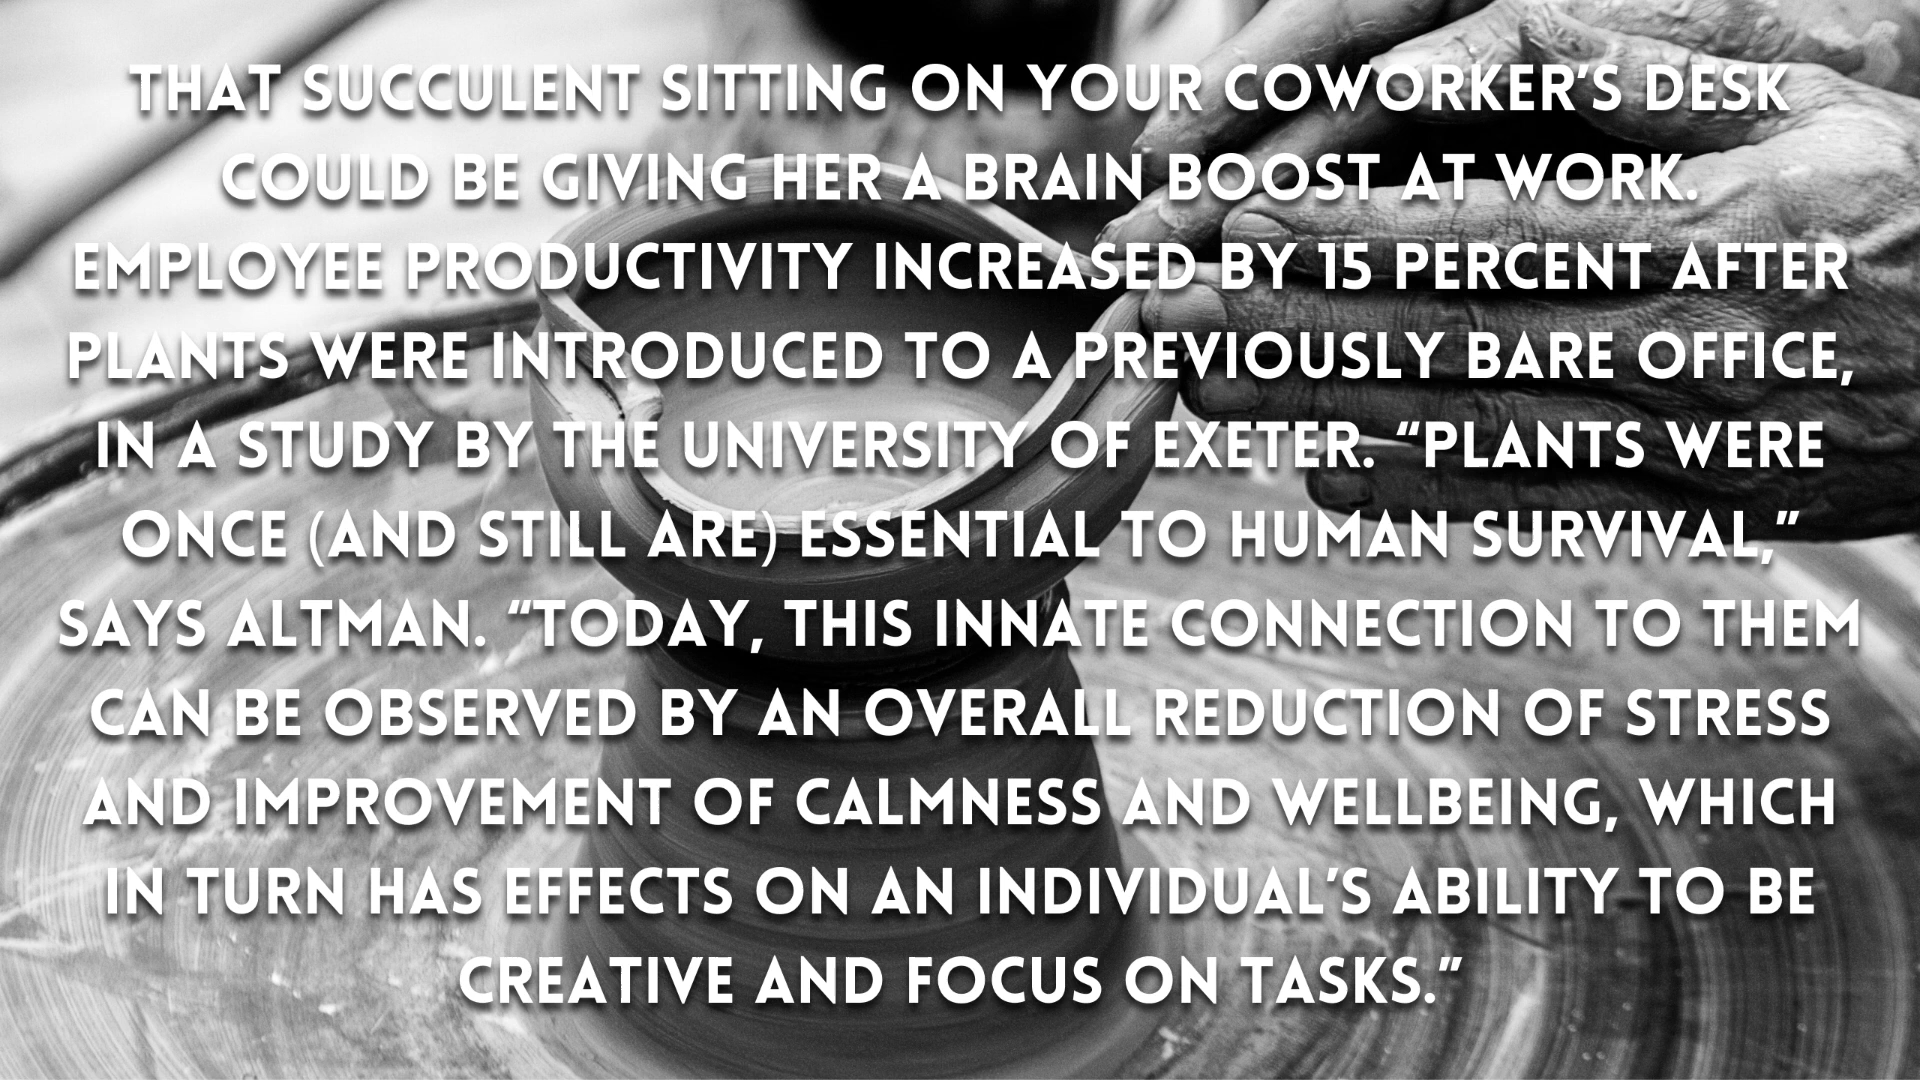 THAT SUCCULENT SITTING ON YOUR COWORKER’S DESK
COULD BE GIVING HER A BRAIN BOOST AT WORK.
EMPLOYEE PRODUCTIVITY INCREASED BY 15 PERCENT AFTER
PLANTS WERE INTRODUCED TO A PREVIOUSLY BARE OFFICE,
IN A STUDY BY THE UNIVERSITY OF EXETER. “PLANTS WERE
ONCE (AND STILL ARE) ESSENTIAL TO HUMAN SURVIVAL,”
SAYS ALTMAN. “TODAY, THIS INNATE CONNECTION TO THEM
CAN BE OBSERVED BY AN OVERALL REDUCTION OF STRESS
AND IMPROVEMENT OF CALMNESS AND WELLBEING, WHICH
IN TURN HAS EFFECTS ON AN INDIVIDUAL’S ABILITY TO BE
CREATIVE AND FOCUS ON TASKS.”